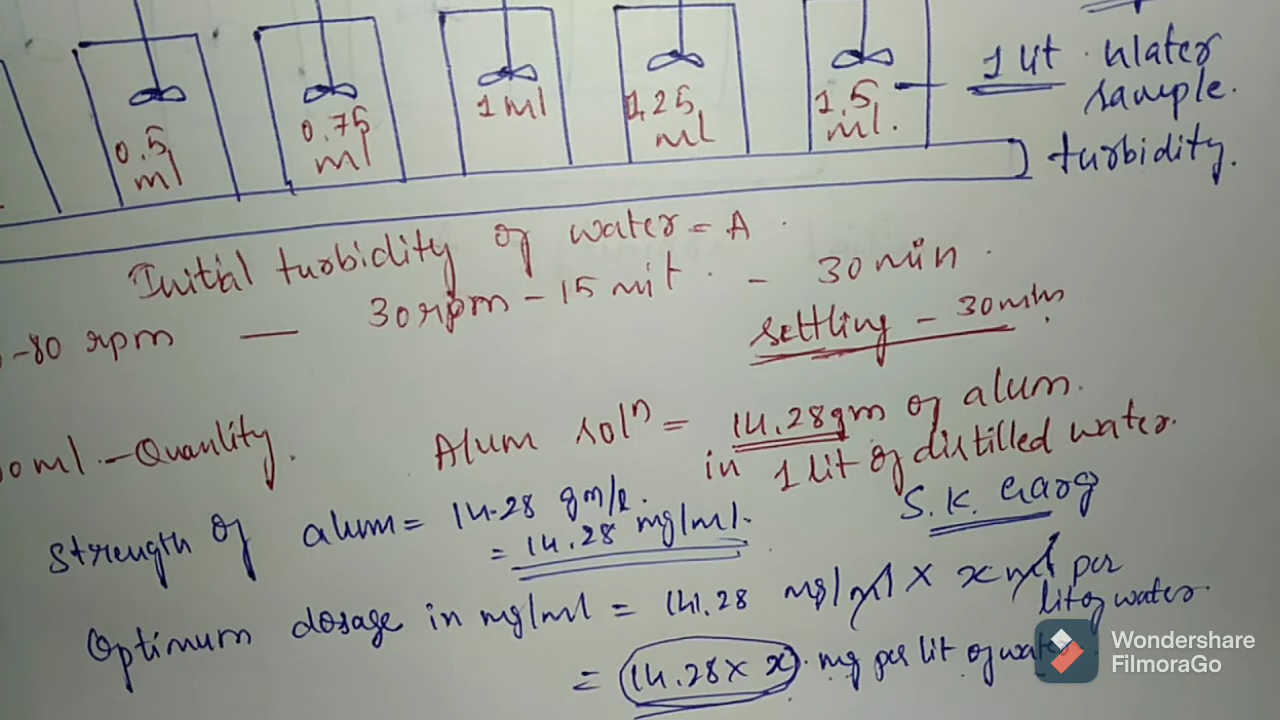 0.5
ml
0.75
ml
1 ml
1.25
ml
1.5
ml.
1 lit. water
sample.
turbidity.
Initial turbidity of water = A.
-80 rpm — 30 rpm - 15 mit. - 30 min.
settling - 30 min.
0 ml. - Quantity.
Alum solⁿ = 14.28 gm of alum.
in 1 lit of distilled water.
S.K. Garg
Strength of alum = 14.28 gm/l.
= 14.28 mg/ml.
Optimum dosage in mg/ml = 14.28 mg/ml × x ml per
lit of water.
= 14.28 × x. mg per lit of water.
Wondershare
FilmoraGo